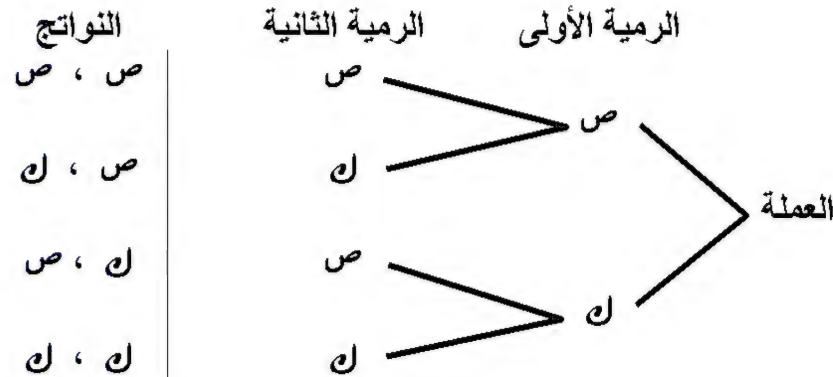 الرمية الأولى الرمية الثانية النواتج
ص ص ، ص
ص
ك ص ، ك
العملة
ص ك ، ص
ك
ك ك ، ك